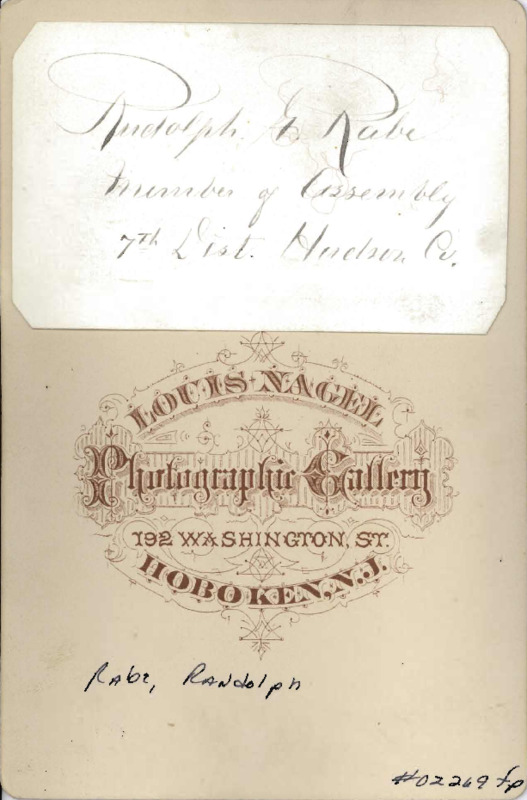 Rudolph F. Rabe
Member of Assembly
7th Dist. Hudson Co.
LOUIS NAGEL
Photographic Gallery
192 WASHINGTON, ST.
HOBOKEN, N.J.
Rabe, Randolph
#02269 fp